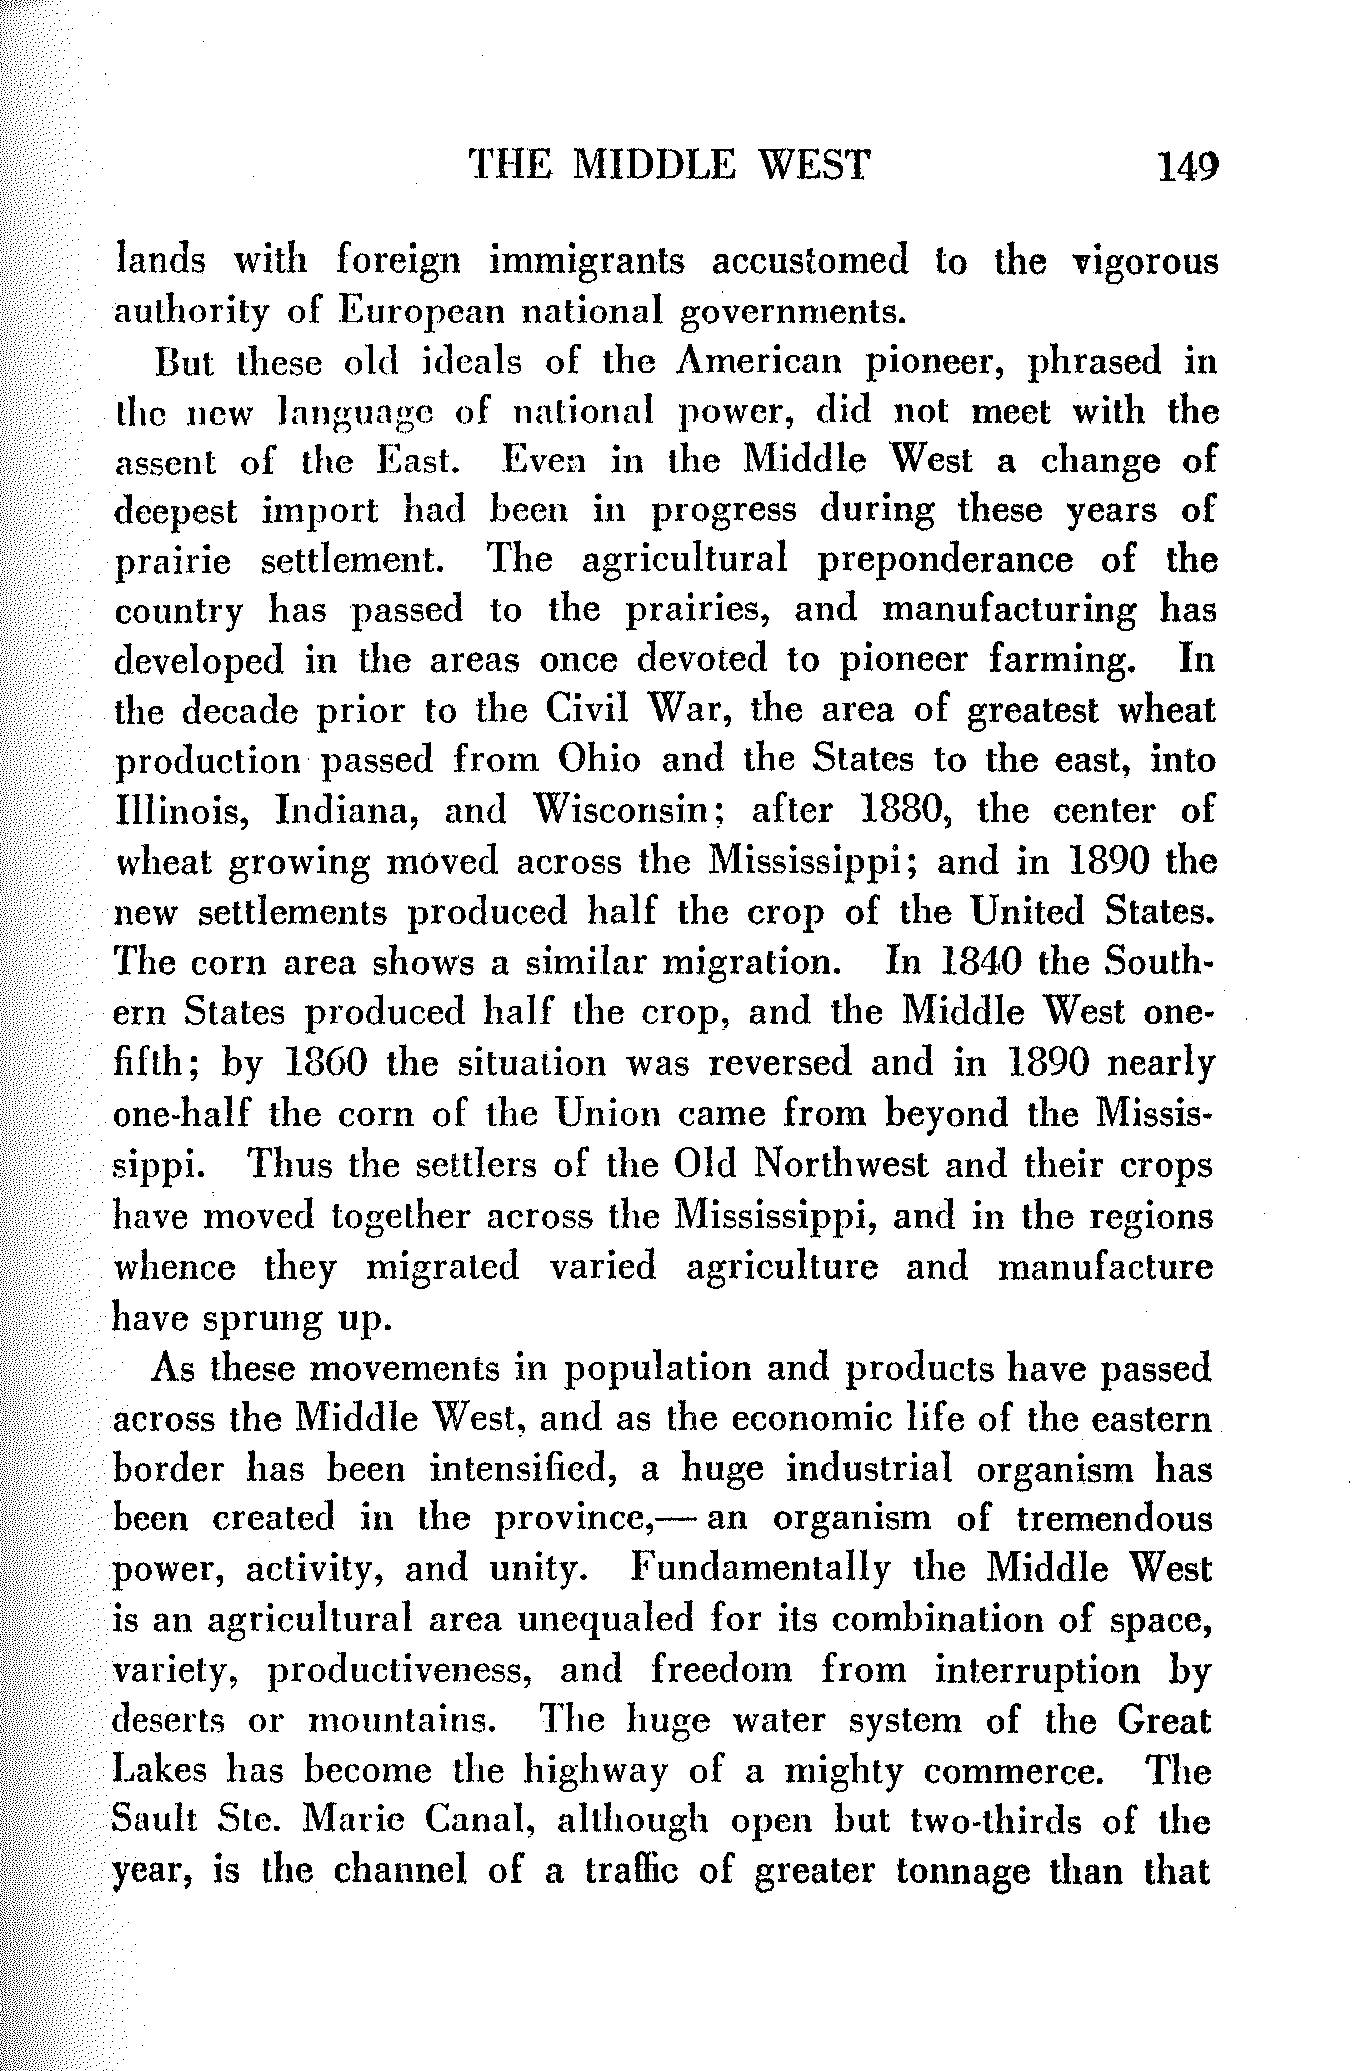 THE MIDDLE WEST 149
lands with foreign immigrants accustomed to the vigorous
authority of European national governments.
But these old ideals of the American pioneer, phrased in
the new language of national power, did not meet with the
assent of the East. Even in the Middle West a change of
deepest import had been in progress during these years of
prairie settlement. The agricultural preponderance of the
country has passed to the prairies, and manufacturing has
developed in the areas once devoted to pioneer farming. In
the decade prior to the Civil War, the area of greatest wheat
production passed from Ohio and the States to the east, into
Illinois, Indiana, and Wisconsin; after 1880, the center of
wheat growing moved across the Mississippi; and in 1890 the
new settlements produced half the crop of the United States.
The corn area shows a similar migration. In 1840 the South-
ern States produced half the crop, and the Middle West one-
fifth; by 1860 the situation was reversed and in 1890 nearly
one-half the corn of the Union came from beyond the Missis-
sippi. Thus the settlers of the Old Northwest and their crops
have moved together across the Mississippi, and in the regions
whence they migrated varied agriculture and manufacture
have sprung up.
As these movements in population and products have passed
across the Middle West, and as the economic life of the eastern
border has been intensified, a huge industrial organism has
been created in the province,— an organism of tremendous
power, activity, and unity. Fundamentally the Middle West
is an agricultural area unequaled for its combination of space,
variety, productiveness, and freedom from interruption by
deserts or mountains. The huge water system of the Great
Lakes has become the highway of a mighty commerce. The
Sault Ste. Marie Canal, although open but two-thirds of the
year, is the channel of a traffic of greater tonnage than that